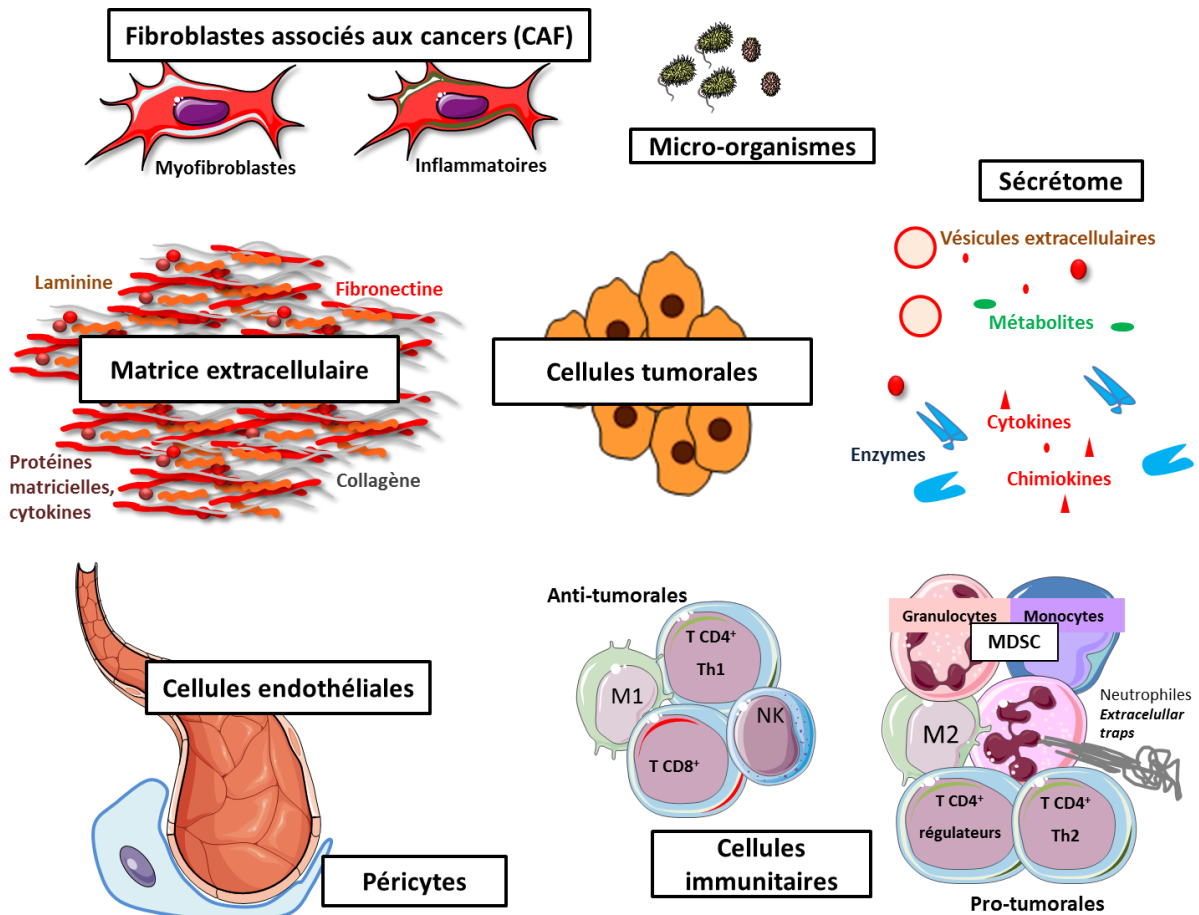 Fibroblastes associés aux cancers (CAF)
Myofibroblastes
Inflammatoires
Micro-organismes
Sécrétome
Vésicules extracellulaires
Métabolites
Cytokines
Enzymes
Chimiokines
Laminine
Fibronectine
Matrice extracellulaire
Protéines
matricielles,
cytokines
Collagène
Cellules tumorales
Cellules endothéliales
Péricytes
Anti-tumorales
T CD4+
Th1
M1
NK
T CD8+
Cellules
immunitaires
Granulocytes
Monocytes
MDSC
M2
Neutrophiles
Extracelullar
traps
T CD4+
régulateurs
T CD4+
Th2
Pro-tumorales